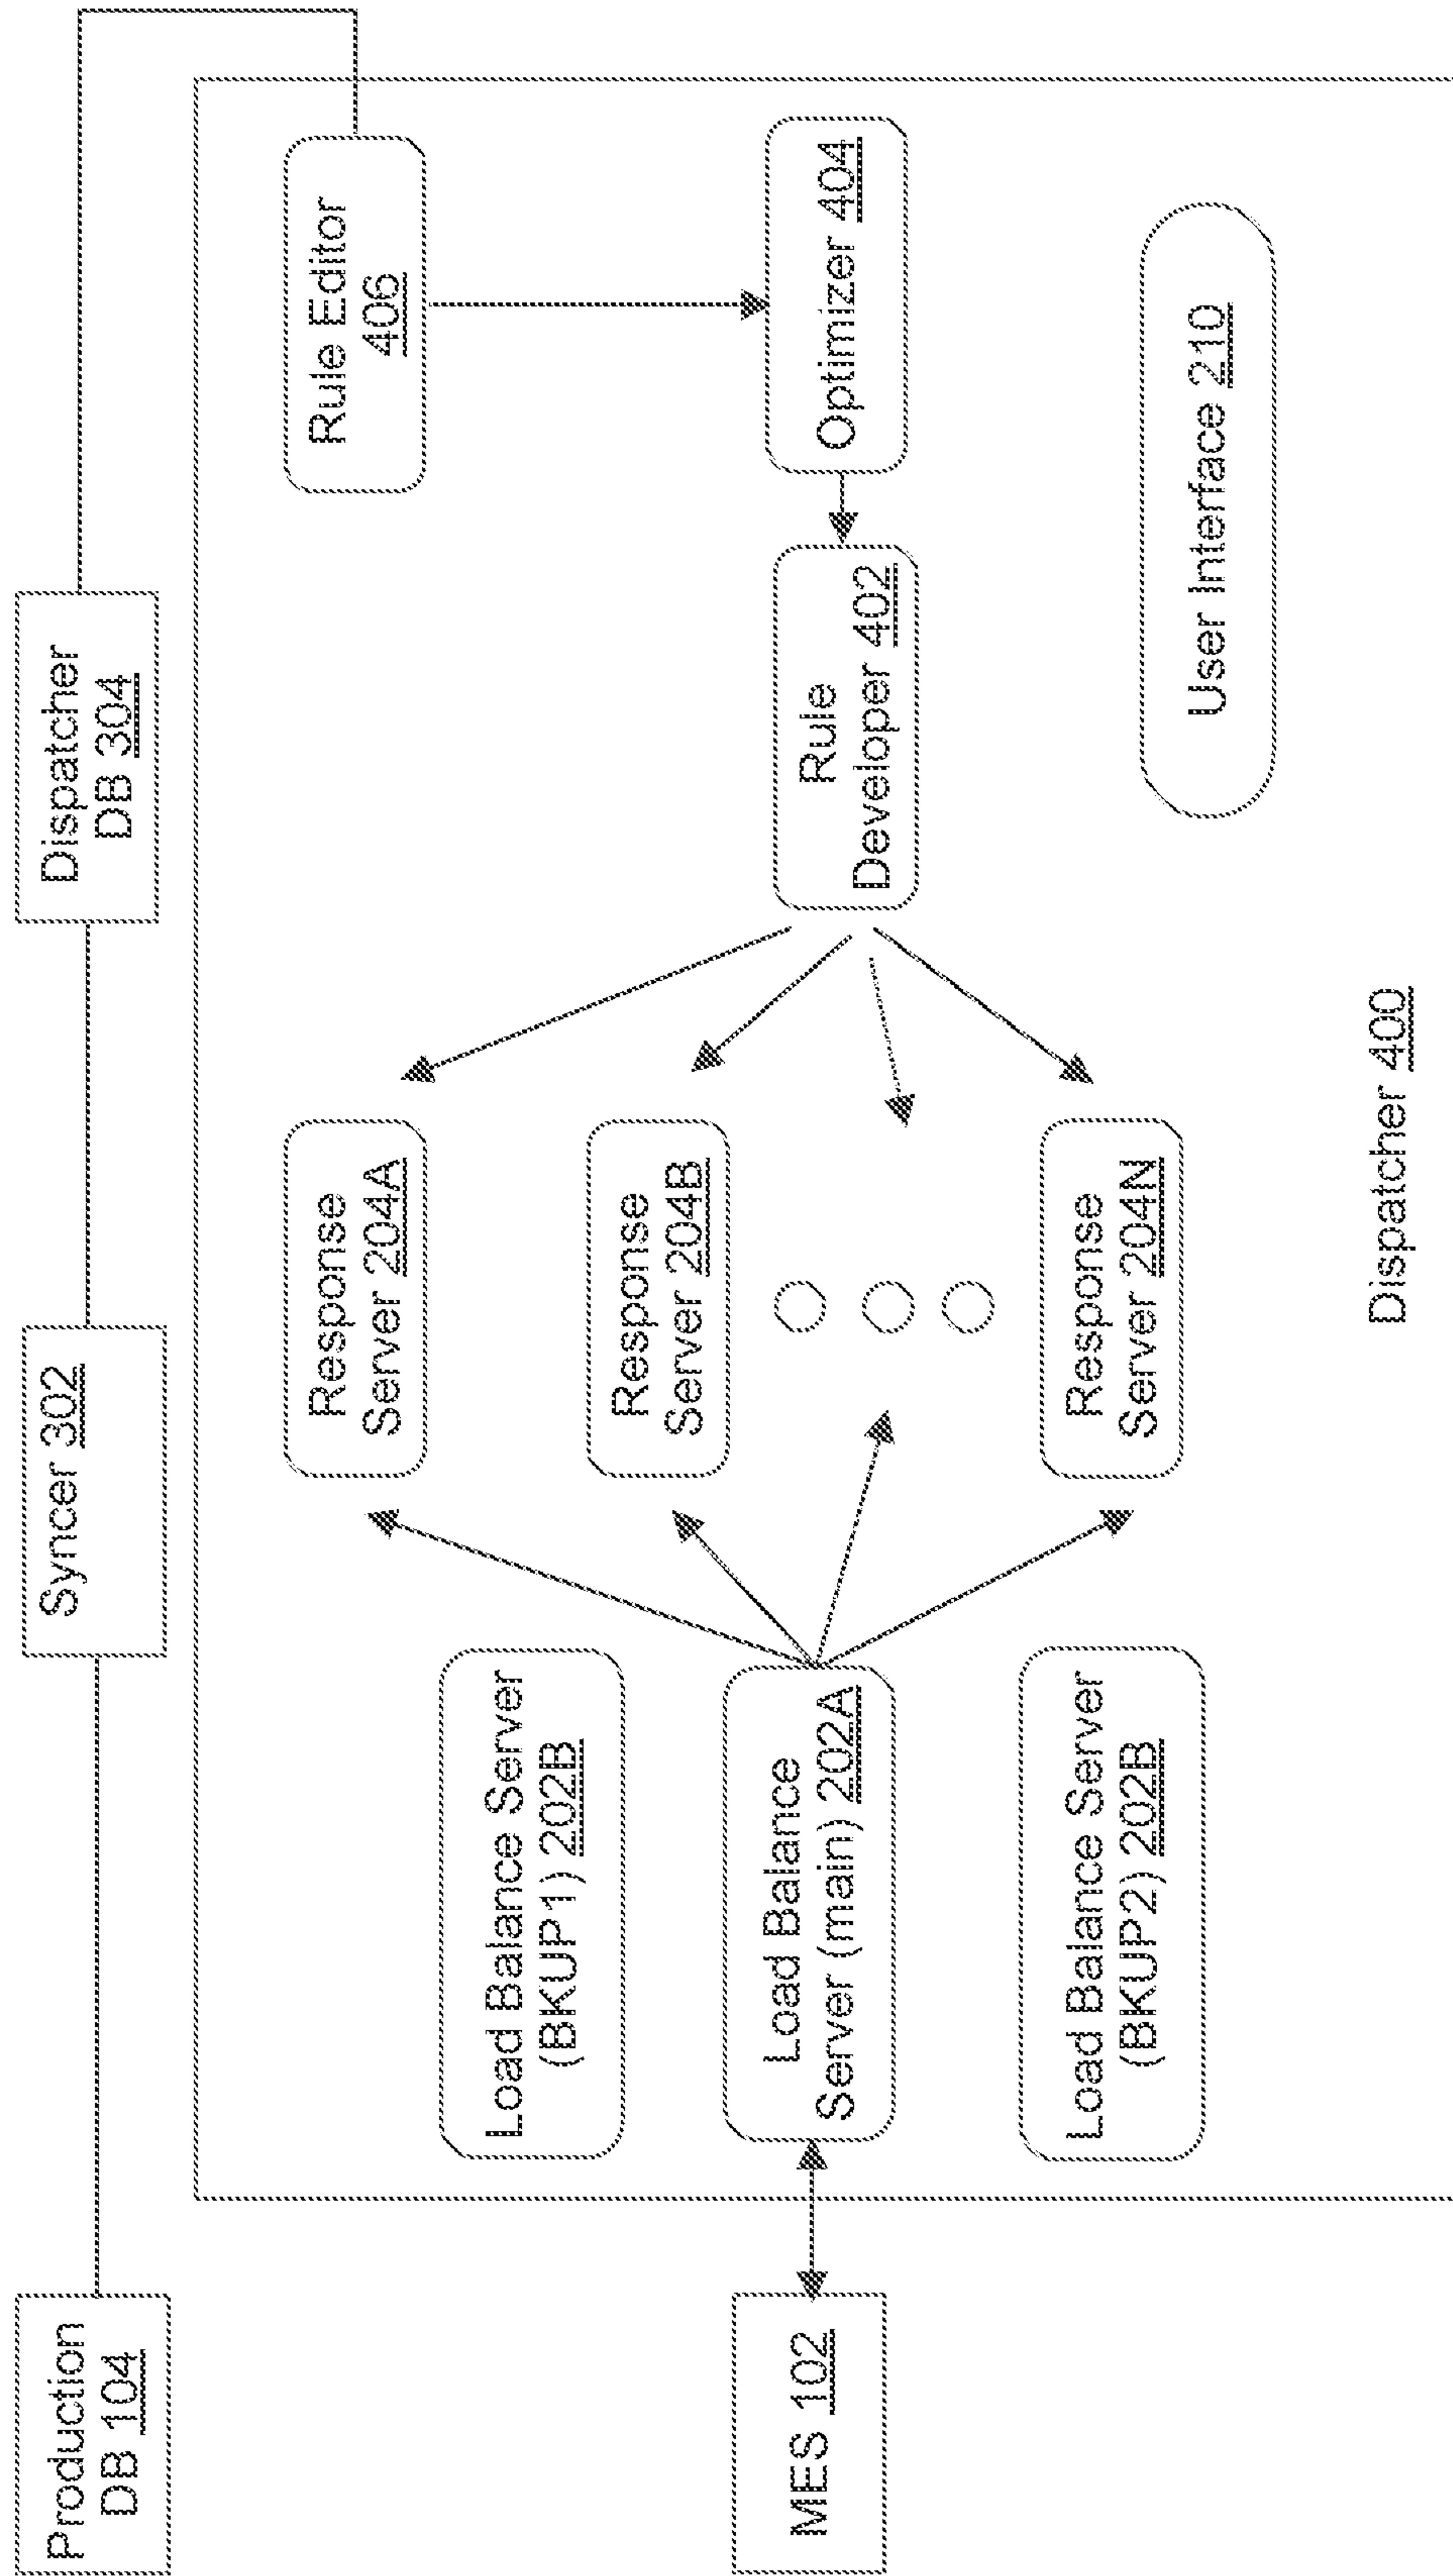 Production
DB 104
Syncer 302
Dispatcher
DB 304
MES 102
Load Balance Server
(BKUP1) 202B
Load Balance
Server (main) 202A
Load Balance Server
(BKUP2) 202B
Response
Server 204A
Response
Server 204B
Response
Server 204N
Rule
Developer 402
Rule Editor
406
Optimizer 404
User Interface 210
Dispatcher 400